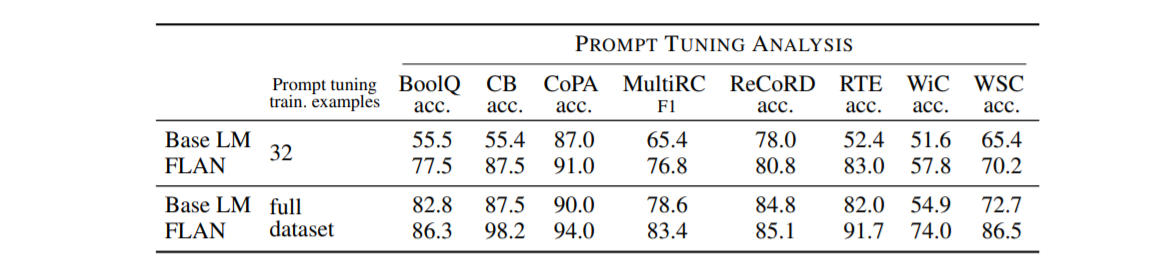 PROMPT TUNING ANALYSIS
Prompt tuning train. examples BoolQ acc. CB acc. CoPA acc. MultiRC F1 ReCoRD acc. RTE acc. WiC acc. WSC acc.
Base LM 32 55.5 55.4 87.0 65.4 78.0 52.4 51.6 65.4
FLAN 77.5 87.5 91.0 76.8 80.8 83.0 57.8 70.2
Base LM full dataset 82.8 87.5 90.0 78.6 84.8 82.0 54.9 72.7
FLAN 86.3 98.2 94.0 83.4 85.1 91.7 74.0 86.5